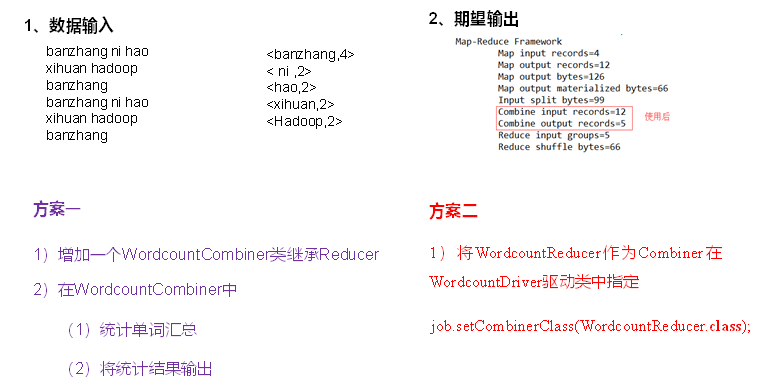 1、数据输入
banzhang ni hao
xihuan hadoop
banzhang
banzhang ni hao
xihuan hadoop
banzhang
<banzhang,4>
< ni ,2>
<hao,2>
<xihuan,2>
<Hadoop,2>
2、期望输出
Map-Reduce Framework
Map input records=4
Map output records=12
Map output bytes=126
Map output materialized bytes=66
Input split bytes=99
Combine input records=12
Combine output records=5
使用后
Reduce input groups=5
Reduce shuffle bytes=66
方案一
1）增加一个WordcountCombiner类继承Reducer
2）在WordcountCombiner中
（1）统计单词汇总
（2）将统计结果输出
方案二
1）将WordcountReducer作为Combiner在
WordcountDriver驱动类中指定
job.setCombinerClass(WordcountReducer.class);